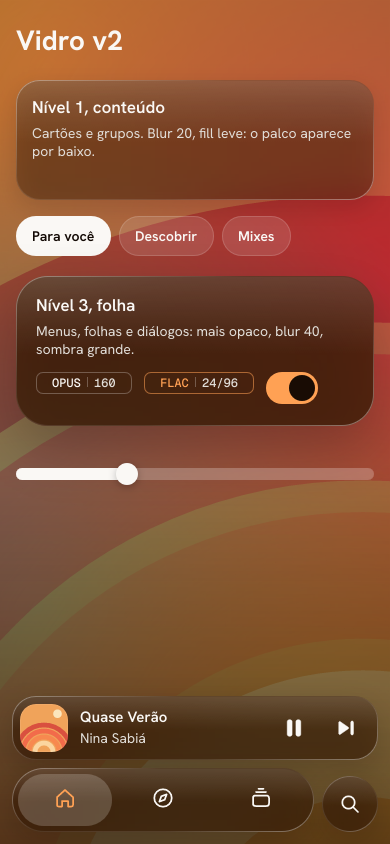 Vidro v2
Nível 1, conteúdo
Cartões e grupos. Blur 20, fill leve: o palco aparece
por baixo.
Para você
Descobrir
Mixes
Nível 3, folha
Menus, folhas e diálogos: mais opaco, blur 40,
sombra grande.
OPUS 160
FLAC 24/96
Quase Verão
Nina Sabiá